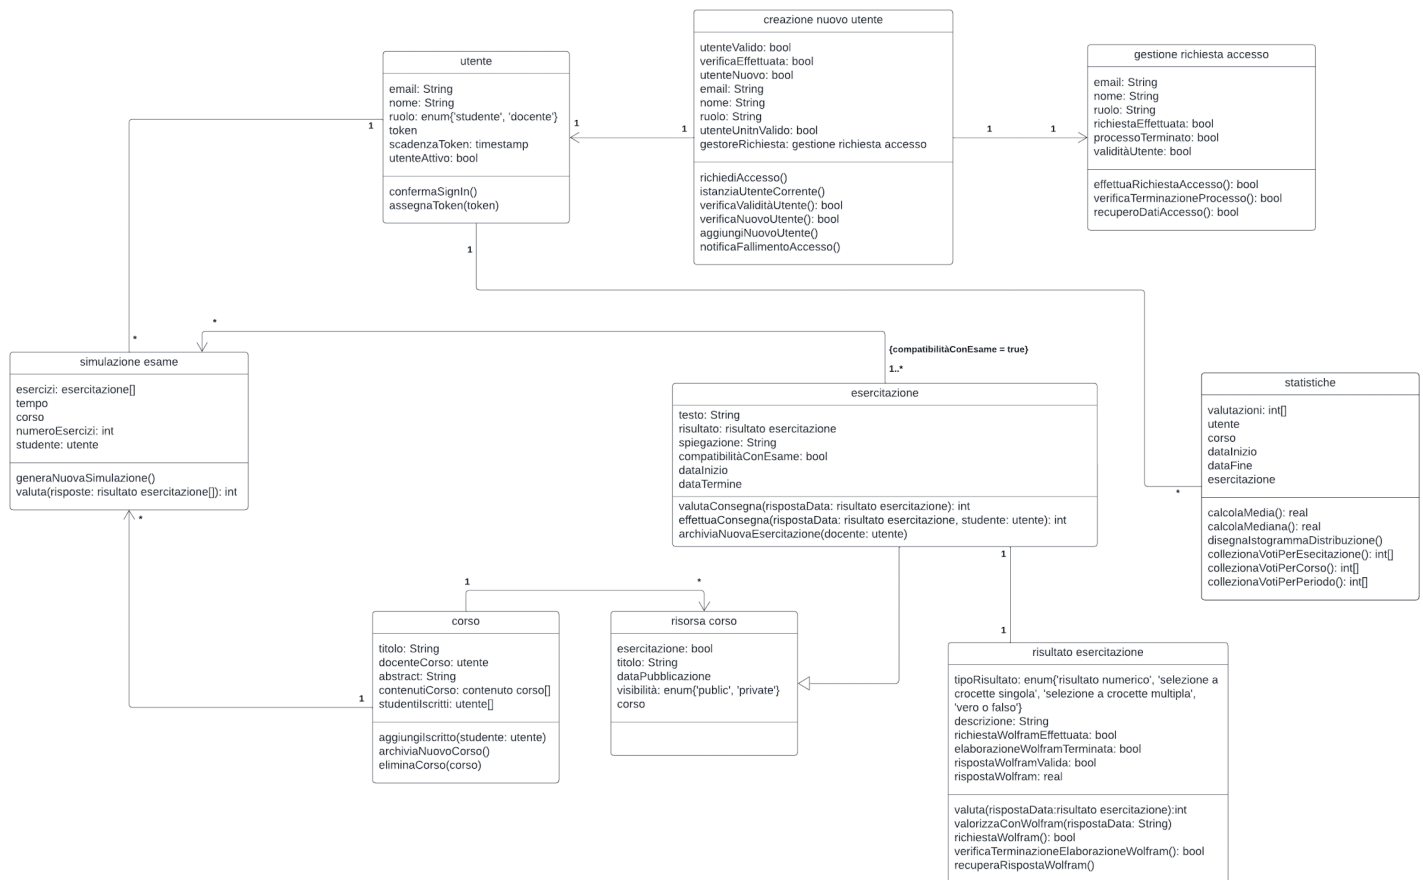 creazione nuovo utente
utenteValido: bool
verificaEffettuata: bool
utenteNuovo: bool
email: String
nome: String
ruolo: String
utenteUnitnValido: bool
gestoreRichiesta: gestione richiesta accesso
richiediAccesso()
istanziaUtenteCorrente()
verificaValiditàUtente(): bool
verificaNuovoUtente(): bool
aggiungiNuovoUtente()
notificaFallimentoAccesso()
utente
email: String
nome: String
ruolo: enum{'studente', 'docente'}
token
scadenzaToken: timestamp
utenteAttivo: bool
confermaSignIn()
assegnaToken(token)
gestione richiesta accesso
email: String
nome: String
ruolo: String
richiestaEffettuata: bool
processoTerminato: bool
validitàUtente: bool
effettuaRichiestaAccesso(): bool
verificaTerminazioneProcesso(): bool
recuperoDatiAccesso(): bool
1
1
1
1
1
1
*
*
simulazione esame
esercizi: esercitazione[]
tempo
corso
numeroEsercizi: int
studente: utente
generaNuovaSimulazione()
valuta(risposte: risultato esercitazione[]): int
*
{compatibilitàConEsame = true}
1..*
esercitazione
testo: String
risultato: risultato esercitazione
spiegazione: String
compatibilitàConEsame: bool
dataInizio
dataTermine
valutaConsegna(rispostaData: risultato esercitazione): int
effettuaConsegna(rispostaData: risultato esercitazione, studente: utente): int
archiviaNuovaEsercitazione(docente: utente)
statistiche
valutazioni: int[]
utente
corso
dataInizio
dataFine
esercitazione
calcolaMedia(): real
calcolaMediana(): real
disegnaIstogrammaDistribuzione()
collezionaVotiPerEsecitazione(): int[]
collezionaVotiPerCorso(): int[]
collezionaVotiPerPeriodo(): int[]
*
1
1
*
1
1
corso
titolo: String
docenteCorso: utente
abstract: String
contenutiCorso: contenuto corso[]
studentiIscritti: utente[]
aggiungiIscritto(studente: utente)
archiviaNuovoCorso()
eliminaCorso(corso)
*
risorsa corso
esercitazione: bool
titolo: String
dataPubblicazione
visibilità: enum{'public', 'private'}
corso
1
risultato esercitazione
tipoRisultato: enum{'risultato numerico', 'selezione a
crocette singola', 'selezione a crocette multipla',
'vero o falso'}
descrizione: String
richiestaWolframEffettuata: bool
elaborazioneWolframTerminata: bool
rispostaWolframValida: bool
rispostaWolfram: real
valuta(rispostaData:risultato esercitazione):int
valorizzaConWolfram(rispostaData: String)
richiestaWolfram(): bool
verificaTerminazioneElaborazioneWolfram(): bool
recuperaRispostaWolfram()